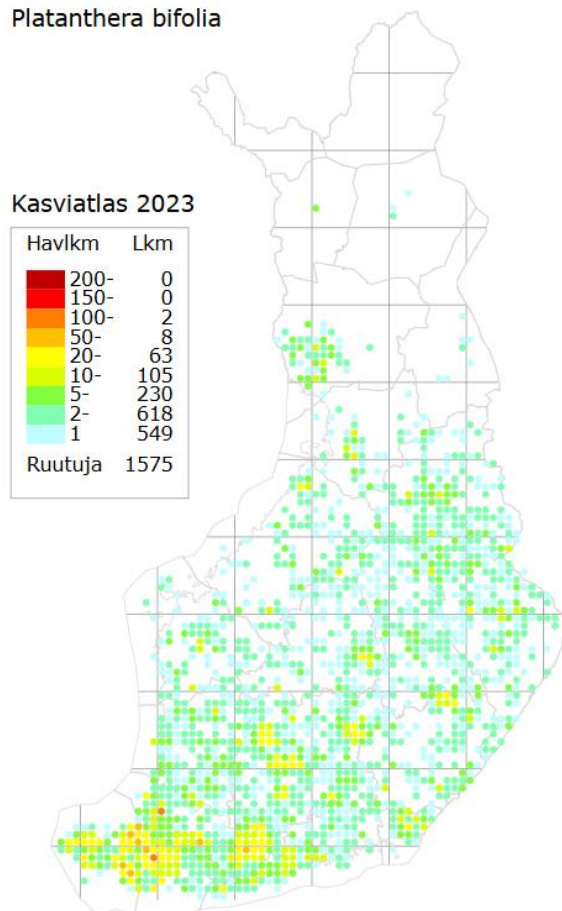 Platanthera bifolia
Kasviatlas 2023
Havlkm Lkm
200- 0
150- 0
100- 2
50- 8
20- 63
10- 105
5- 230
2- 618
1 549
Ruutuja 1575